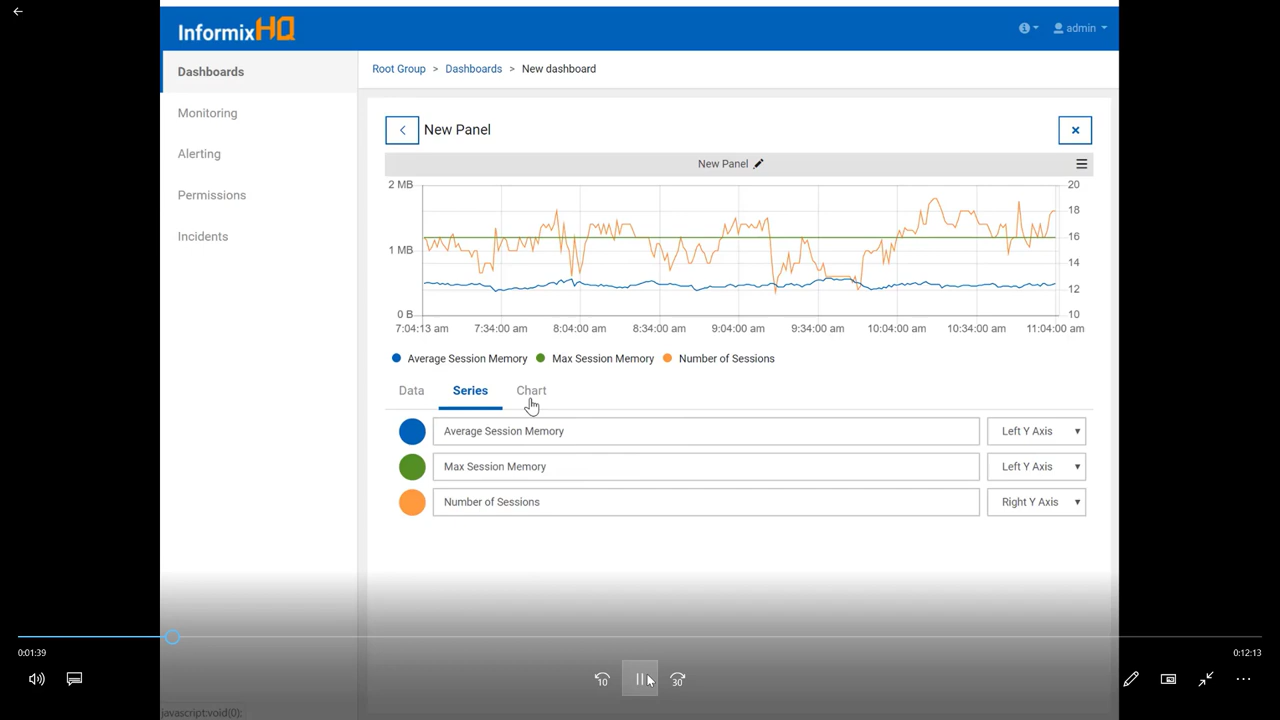 InformixHQ
admin
Dashboards
Root Group > Dashboards > New dashboard
Monitoring
Alerting
Permissions
Incidents
New Panel
New Panel
2 MB
1 MB
0 B
20
18
16
14
12
10
7:04:13 am 7:34:00 am 8:04:00 am 8:34:00 am 9:04:00 am 9:34:00 am 10:04:00 am 10:34:00 am 11:04:00 am
Average Session Memory Max Session Memory Number of Sessions
Data Series Chart
Average Session Memory Left Y Axis
Max Session Memory Left Y Axis
Number of Sessions Right Y Axis
0:01:39 0:12:13
10 30
javascript:void(0);